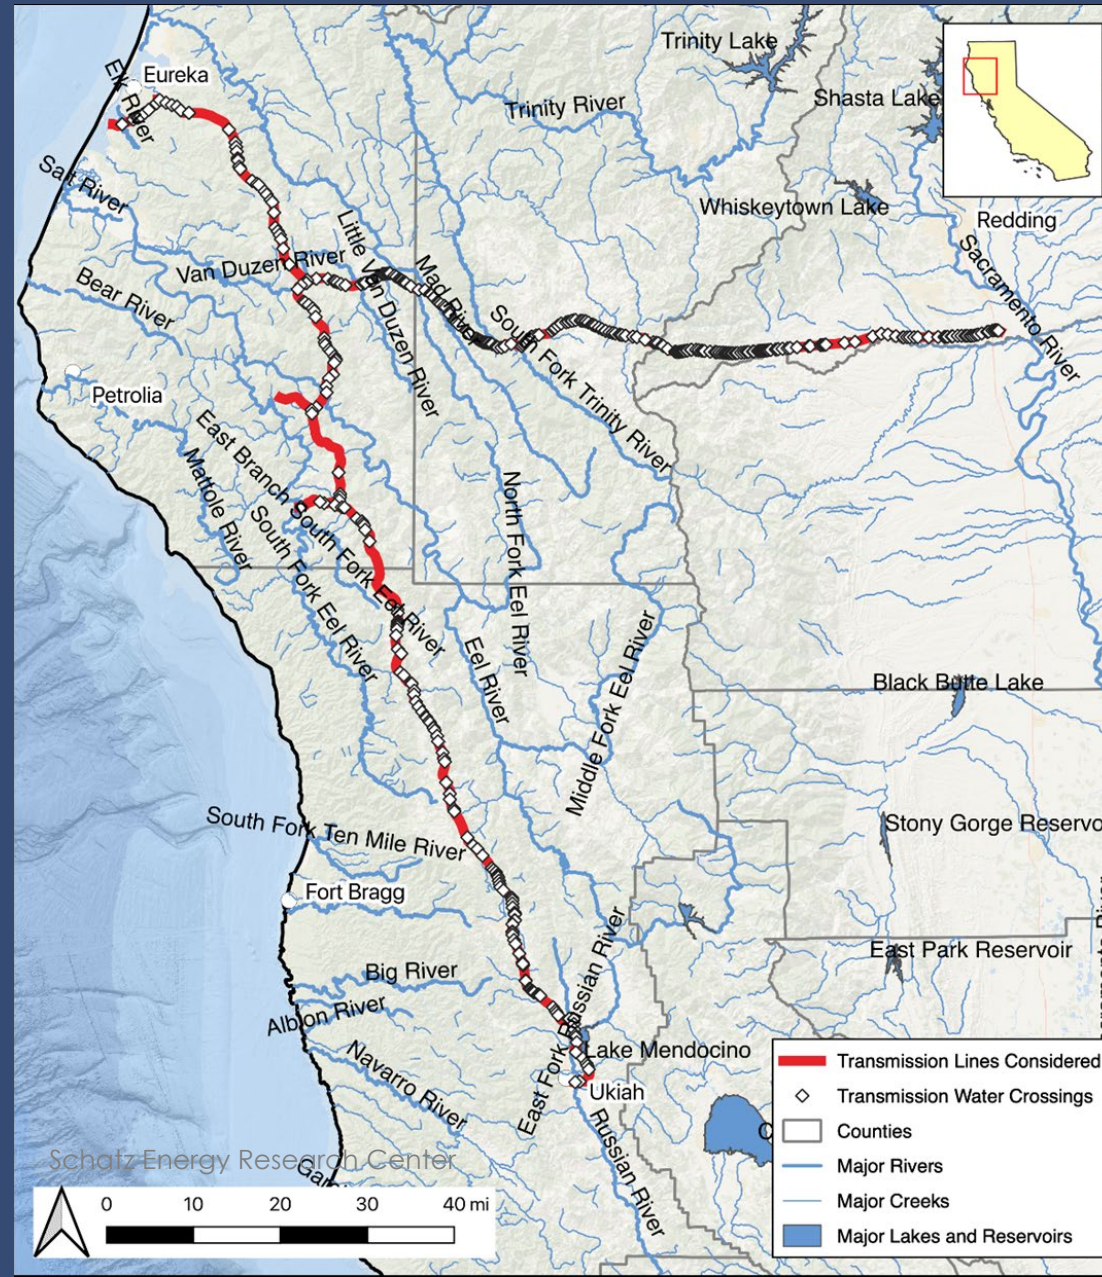 Trinity Lake
Eureka
Elk River
Shasta Lake
Trinity River
Salt River
Whiskeytown Lake
Redding
Little Van Duzen River
Van Duzen River
Mad River
Sacramento River
Bear River
South Fork Trinity River
Petrolia
East Branch South Fork Eel River
Mattole River
North Fork Eel River
South Fork Eel River
Eel River
Middle Fork Eel River
Black Butte Lake
South Fork Ten Mile River
Stony Gorge Reservo
Fort Bragg
East Park Reservoir
Big River
Albion River
East Fork Russian River
Lake Mendocino
Navarro River
Ukiah
Russian River
Schatz Energy Research Center
Transmission Lines Considered
Transmission Water Crossings
Counties
Major Rivers
Major Creeks
Major Lakes and Reservoirs
0 10 20 30 40 mi